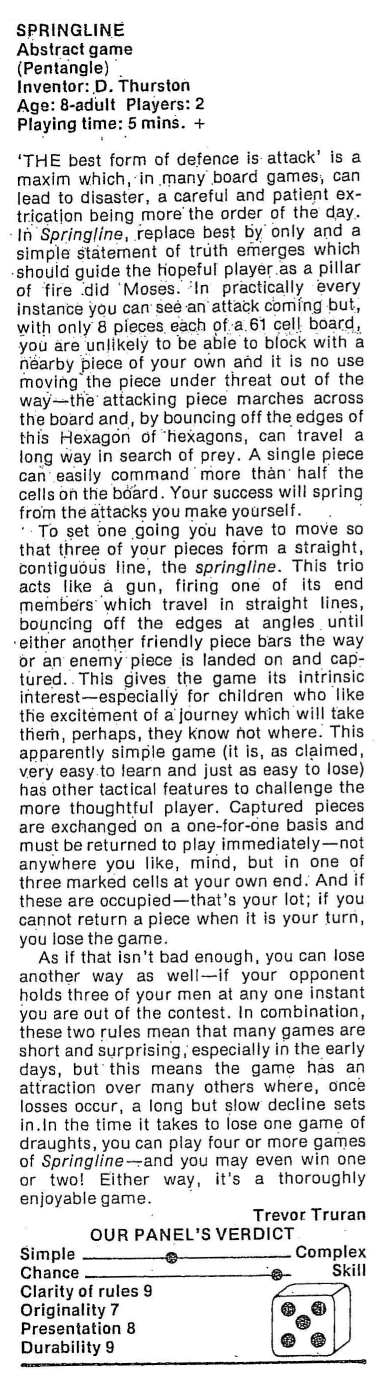 SPRINGLINE
Abstract game
(Pentangle)
Inventor: D. Thurston
Age: 8-adult Players: 2
Playing time: 5 mins. +
'THE best form of defence is attack' is a
maxim which, in many board games, can
lead to disaster, a careful and patient ex-
trication being more the order of the day.
In Springline, replace best by only and a
simple statement of truth emerges which
should guide the hopeful player as a pillar
of fire did Moses. In practically every
instance you can see an attack coming but,
with only 8 pieces each of a 61 cell board,
you are unlikely to be able to block with a
nearby piece of your own and it is no use
moving the piece under threat out of the
way—the attacking piece marches across
the board and, by bouncing off the edges of
this Hexagon of hexagons, can travel a
long way in search of prey. A single piece
can easily command more than half the
cells on the board. Your success will spring
from the attacks you make yourself.
To set one going you have to move so
that three of your pieces form a straight,
contiguous line, the springline. This trio
acts like a gun, firing one of its end
members which travel in straight lines,
bouncing off the edges at angles until
either another friendly piece bars the way
or an enemy piece is landed on and cap-
tured. This gives the game its intrinsic
interest—especially for children who like
the excitement of a journey which will take
them, perhaps, they know not where. This
apparently simple game (it is, as claimed,
very easy to learn and just as easy to lose)
has other tactical features to challenge the
more thoughtful player. Captured pieces
are exchanged on a one-for-one basis and
must be returned to play immediately—not
anywhere you like, mind, but in one of
three marked cells at your own end. And if
these are occupied—that's your lot; if you
cannot return a piece when it is your turn,
you lose the game.
As if that isn't bad enough, you can lose
another way as well—if your opponent
holds three of your men at any one instant
you are out of the contest. In combination,
these two rules mean that many games are
short and surprising, especially in the early
days, but this means the game has an
attraction over many others where, once
losses occur, a long but slow decline sets
in.In the time it takes to lose one game of
draughts, you can play four or more games
of Springline—and you may even win one
or two! Either way, it's a thoroughly
enjoyable game.
Trevor Truran
OUR PANEL'S VERDICT
Simple Complex
Chance Skill
Clarity of rules 9
Originality 7
Presentation 8
Durability 9